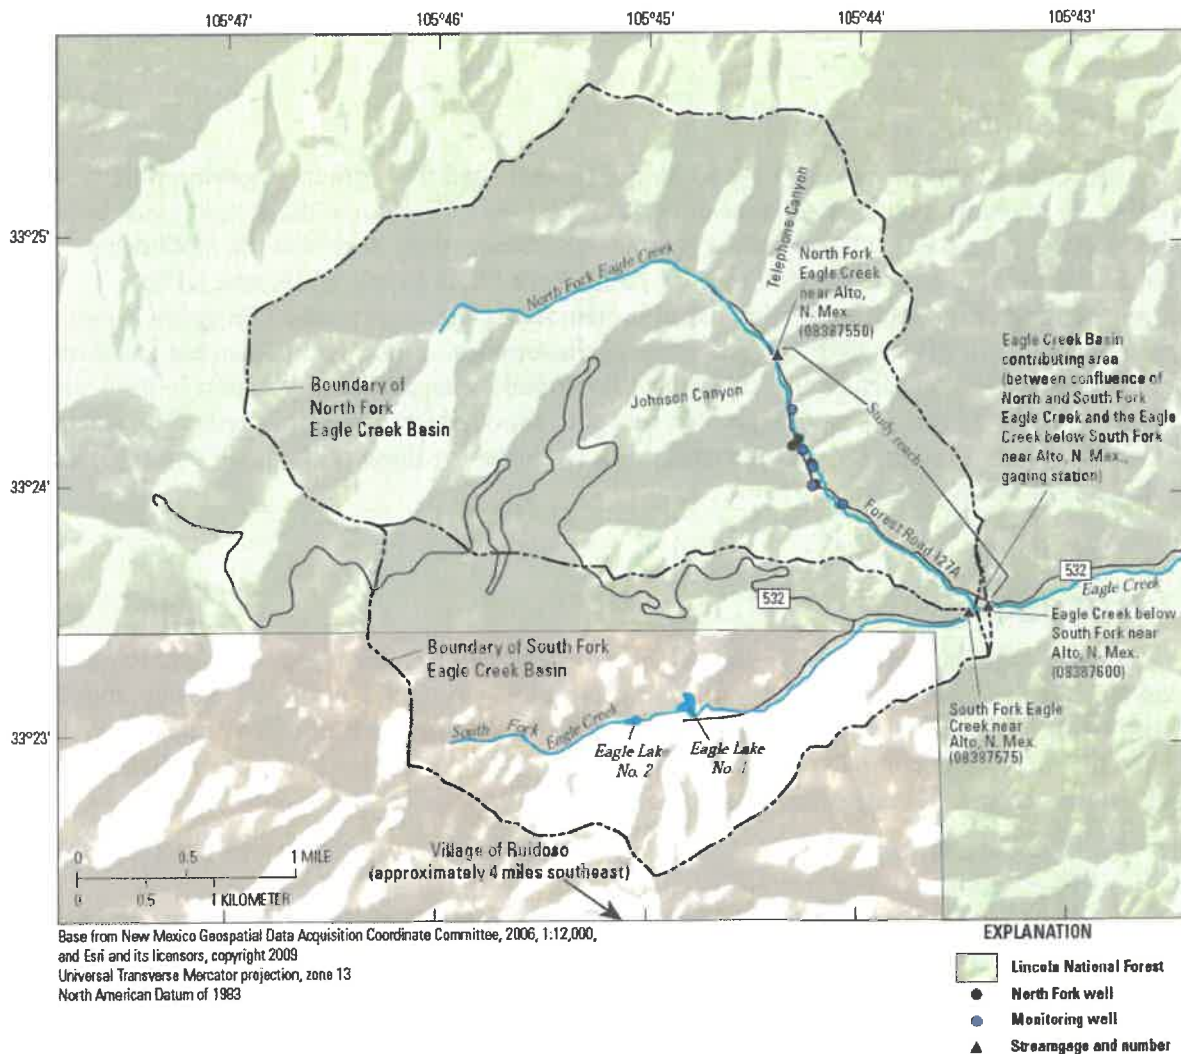 105°47'
105°46'
105°45'
105°44'
105°43'
33°25'
33°24'
33°23'
Telephone Canyon
North Fork
Eagle Creek
near Alto,
N. Mex.
(08387550)
North Fork Eagle Creek
Eagle Creek Basin
contributing area
(between confluence of
North and South Fork
Eagle Creek and the Eagle
Creek below South Fork
near Alto, N. Mex.,
gaging station)
Boundary of
North Fork
Eagle Creek Basin
Johnson Canyon
Study reach
Forest Road 127A
532
Eagle Creek
532
Eagle Creek below
South Fork near
Alto, N. Mex.
(08387600)
Boundary of South Fork
Eagle Creek Basin
South Fork Eagle
Creek near
Alto, N. Mex.
(08387575)
South Fork Eagle Creek
Eagle Lak
No. 2
Eagle Lake
No. 1
0 0.5 1 MILE
0 0.5 1 KILOMETER
Village of Ruidoso
(approximately 4 miles southeast)
Base from New Mexico Geospatial Data Acquisition Coordinate Committee, 2006, 1:12,000,
and Esri and its licensors, copyright 2009
Universal Transverse Mercator projection, zone 13
North American Datum of 1983
EXPLANATION
Lincoln National Forest
North Fork well
Monitoring well
Streamgage and number